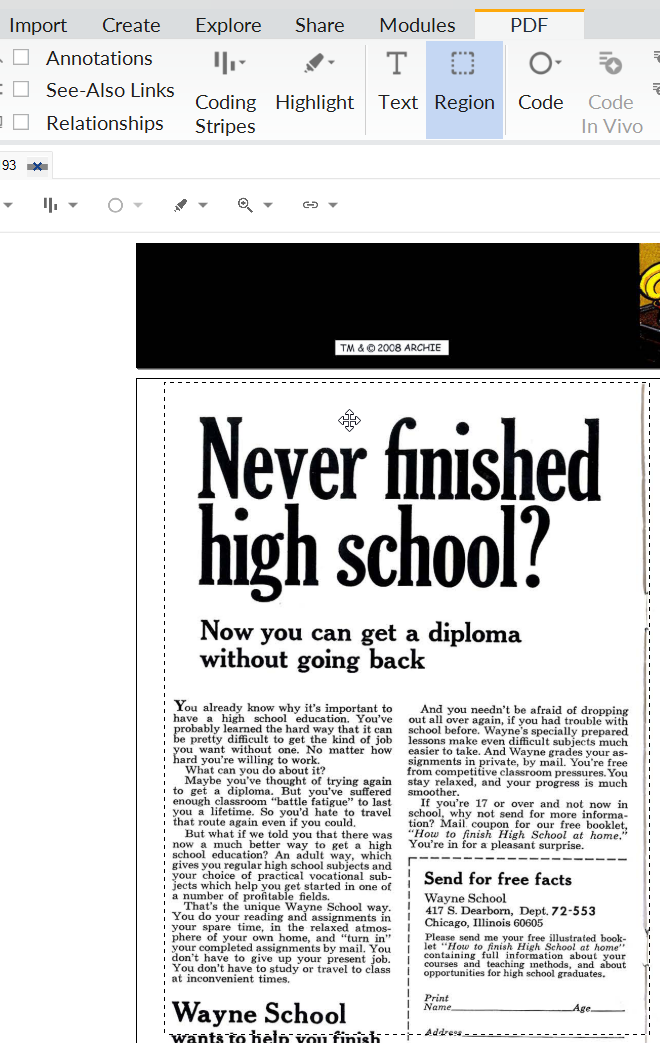 Import Create Explore Share Modules PDF
Annotations
See-Also Links
Relationships
Coding
Stripes
Highlight
Text
Region
Code
Code
In Vivo
93
TM & © 2008 ARCHIE
Never finished
high school?
Now you can get a diploma
without going back
You already know why it's important to
have a high school education. You've
probably learned the hard way that it can
be pretty difficult to get the kind of job
you want without one. No matter how
hard you're willing to work.
What can you do about it?
Maybe you've thought of trying again
to get a diploma. But you've suffered
enough classroom "battle fatigue" to last
you a lifetime. So you'd hate to travel
that route again even if you could.
But what if we told you that there was
now a much better way to get a high
school education? An adult way, which
gives you regular high school subjects and
your choice of practical vocational sub-
jects which help you get started in one of
a number of profitable fields.
That's the unique Wayne School way.
You do your reading and assignments in
your spare time, in the relaxed atmos-
phere of your own home, and "turn in"
your completed assignments by mail. You
don't have to give up your present job.
You don't have to study or travel to class
at inconvenient times.
Wayne School
wants to help you finish
And you needn't be afraid of dropping
out all over again, if you had trouble with
school before. Wayne's specially prepared
lessons make even difficult subjects much
easier to take. And Wayne grades your as-
signments in private, by mail. You're free
from competitive classroom pressures. You
stay relaxed, and your progress is much
smoother.
If you're 17 or over and not now in
school, why not send for more informa-
tion? Mail coupon for our free booklet,
"How to finish High School at home."
You're in for a pleasant surprise.
Send for free facts
Wayne School
417 S. Dearborn, Dept. 72-553
Chicago, Illinois 60605
Please send me your free illustrated book-
let "How to finish High School at home"
containing full information about your
courses and teaching methods, and about
opportunities for high school graduates.
Print
Name Age
Address